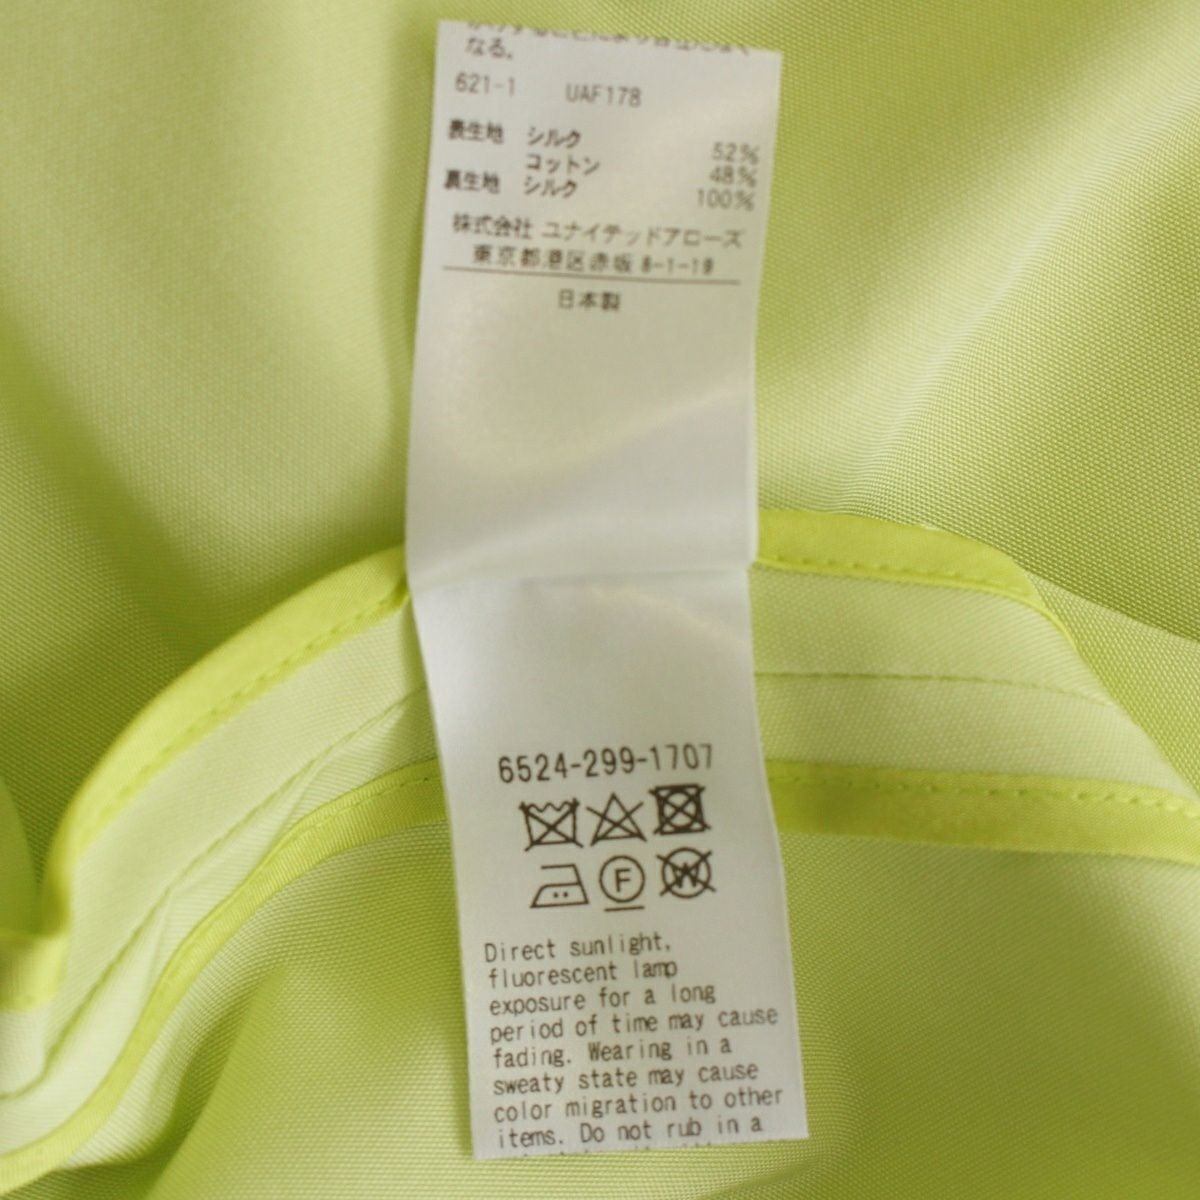 なる。
621-1 UAF178
表生地 シルク 52%
コットン 48%
裏生地 シルク 100%
株式会社 ユナイテッドアローズ
東京都港区赤坂 8-1-19
日本製
6524-299-1707
F
W
Direct sunlight,
fluorescent lamp
exposure for a long
period of time may cause
fading. Wearing in a
sweaty state may cause
color migration to other
items. Do not rub in a